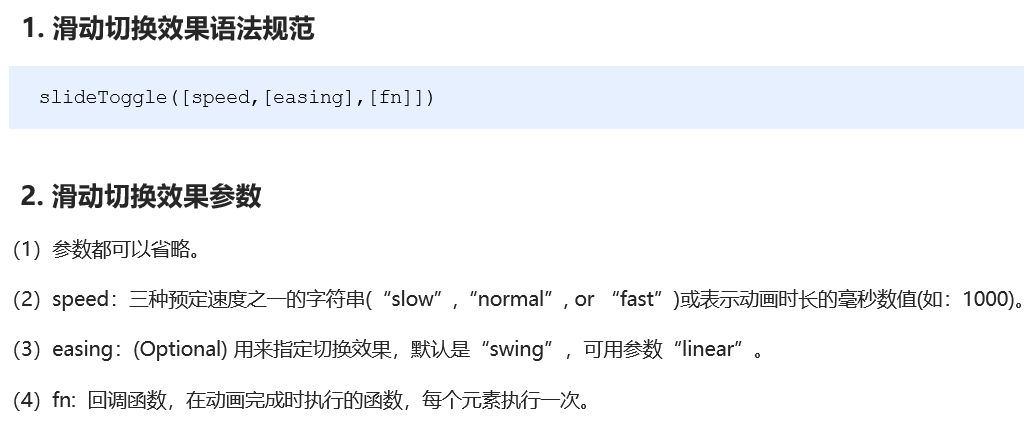 1. 滑动切换效果语法规范
slideToggle([speed,[easing],[fn]])
2. 滑动切换效果参数
（1）参数都可以省略。
（2）speed：三种预定速度之一的字符串(“slow”,“normal”, or “fast”)或表示动画时长的毫秒数值(如：1000)。
（3）easing：(Optional) 用来指定切换效果，默认是“swing”，可用参数“linear”。
（4）fn: 回调函数，在动画完成时执行的函数，每个元素执行一次。